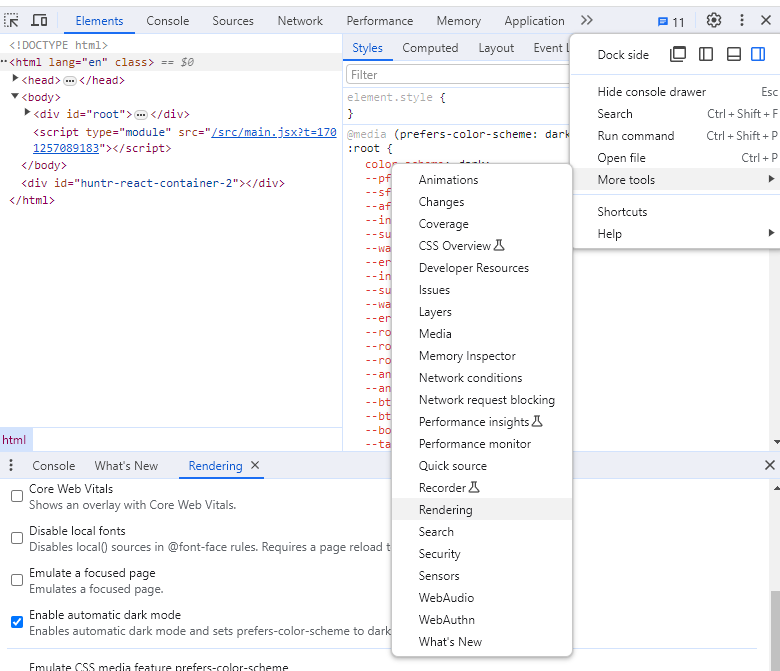 Elements Console Sources Network Performance Memory Application 11
<!DOCTYPE html>
<html lang="en" class> == $0
<head> </head>
<body>
<div id="root"> </div>
<script type="module" src="/src/main.jsx?t=170
1257089183"></script>
</body>
<div id="huntr-react-container-2"></div>
</html>
html
Styles Computed Layout Event L
Filter
element.style {
}
@media (prefers-color-scheme: dark
:root {
color-scheme: dark;
--pf
--sf
--af
--in
--su
--wa
--er
--in
--su
--wa
--er
--ro
--ro
--ro
--an
--an
--bt
--bt
--bo
--ta
Dock side
Hide console drawer Esc
Search Ctrl + Shift + F
Run command Ctrl + Shift + P
Open file Ctrl + P
More tools
Shortcuts
Help
Animations
Changes
Coverage
CSS Overview
Developer Resources
Issues
Layers
Media
Memory Inspector
Network conditions
Network request blocking
Performance insights
Performance monitor
Quick source
Recorder
Rendering
Search
Security
Sensors
WebAudio
WebAuthn
What's New
Console What's New Rendering
Core Web Vitals
Shows an overlay with Core Web Vitals.
Disable local fonts
Disables local() sources in @font-face rules. Requires a page reload t
Emulate a focused page
Emulates a focused page.
Enable automatic dark mode
Enables automatic dark mode and sets prefers-color-scheme to dark
Emulate CSS media feature prefers-color-scheme